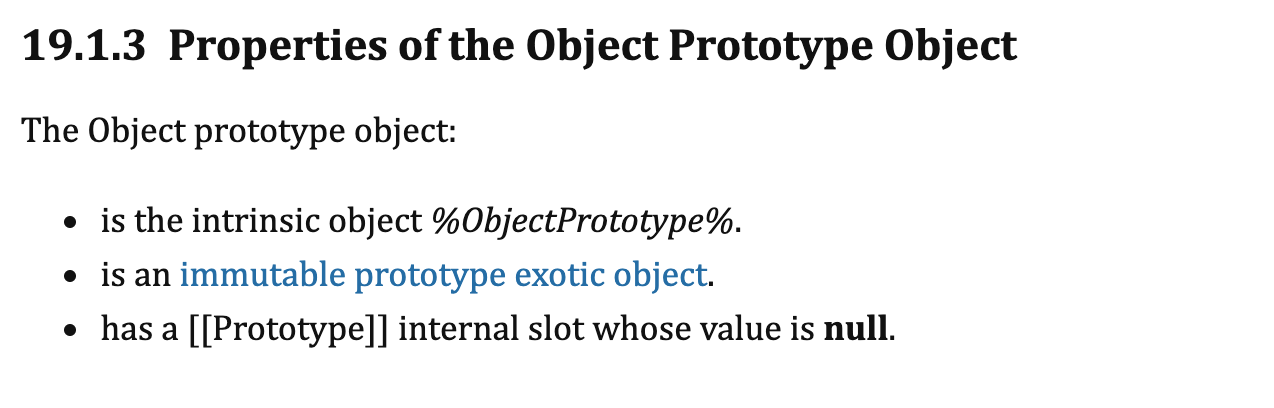 19.1.3 Properties of the Object Prototype Object
The Object prototype object:
• is the intrinsic object %ObjectPrototype%.
• is an immutable prototype exotic object.
• has a [[Prototype]] internal slot whose value is null.